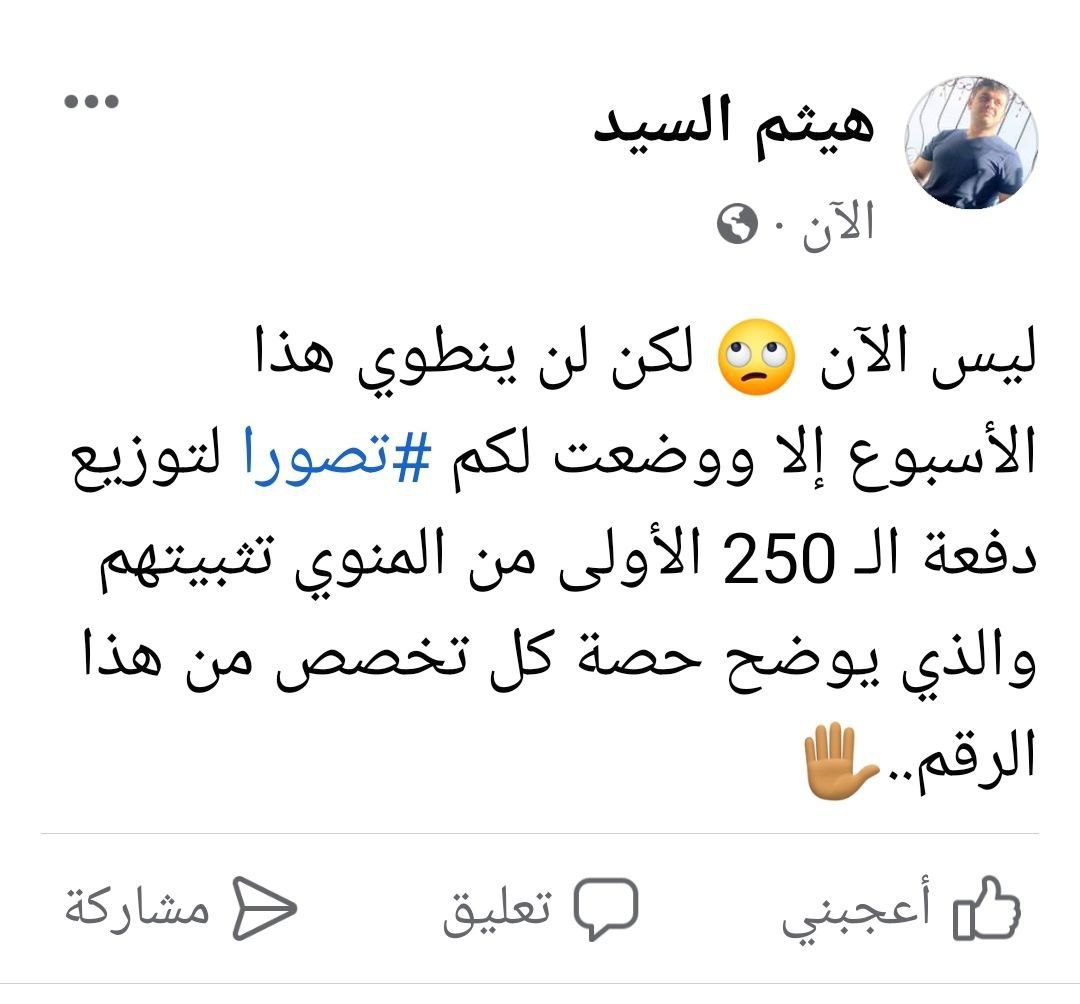 هيثم السيد
الآن ·
ليس الآن 🙄 لكن لن ينطوي هذا
الأسبوع إلا ووضعت لكم #تصورا لتوزيع
دفعة الـ 250 الأولى من المنوي تثبيتهم
والذي يوضح حصة كل تخصص من هذا
الرقم..🤚🏽
أعجبني
تعليق
مشاركة